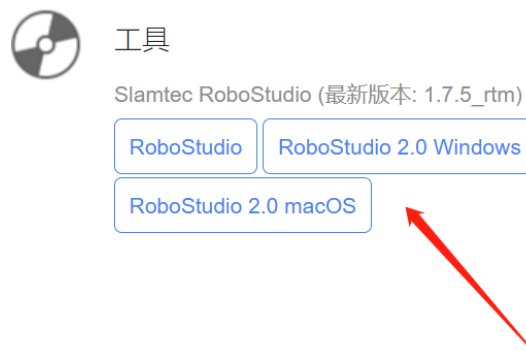 工具
Slamtec RoboStudio (最新版本: 1.7.5_rtm)
RoboStudio RoboStudio 2.0 Windows
RoboStudio 2.0 macOS